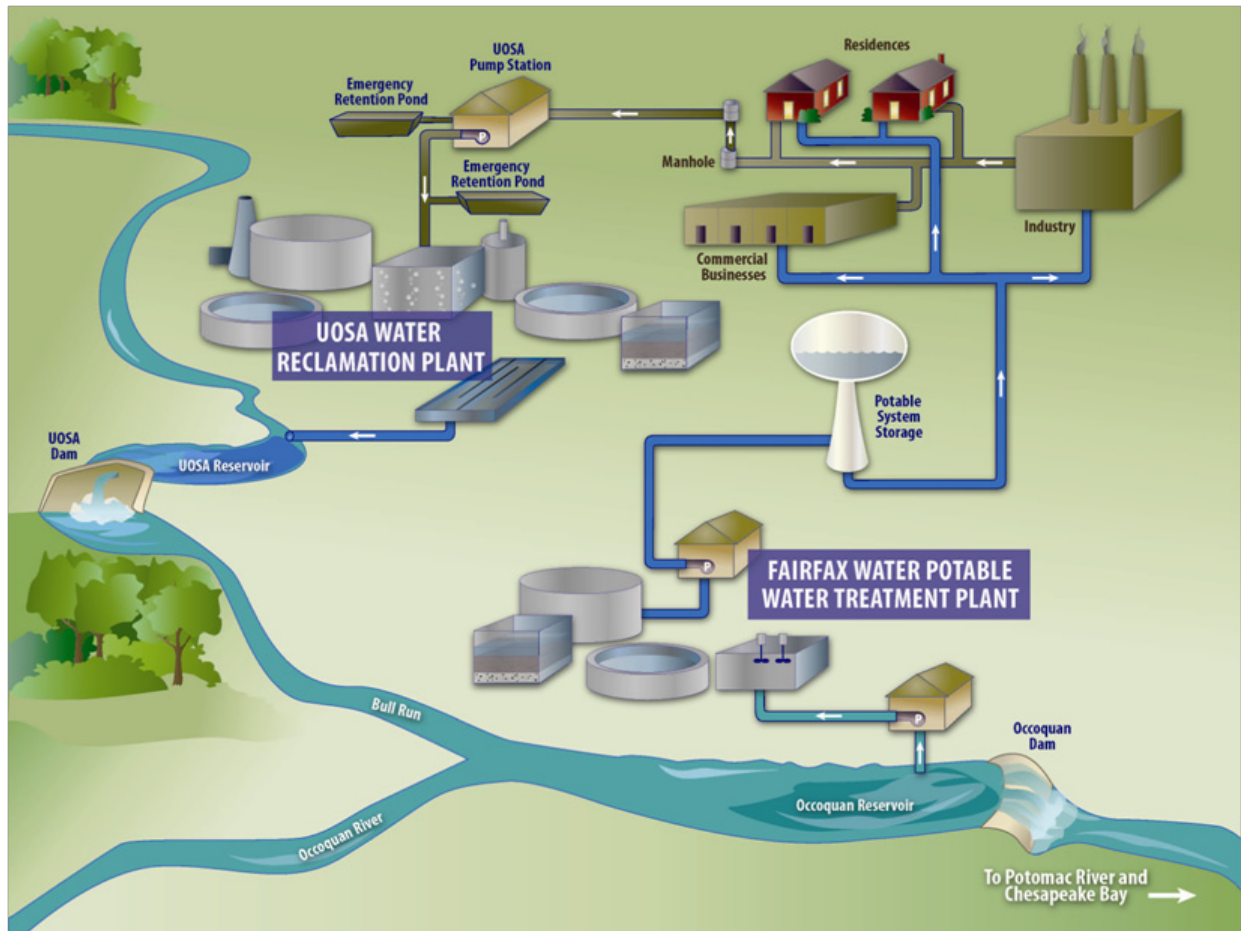 UOSA
Pump Station
Residences
Emergency
Retention Pond
P
Manhole
Emergency
Retention Pond
Industry
Commercial
Businesses
UOSA WATER
RECLAMATION PLANT
Potable
System
Storage
UOSA
Dam
UOSA Reservoir
P
FAIRFAX WATER POTABLE
WATER TREATMENT PLANT
Bull Run
P
Occoquan
Dam
Occoquan Reservoir
Occoquan River
To Potomac River and
Chesapeake Bay